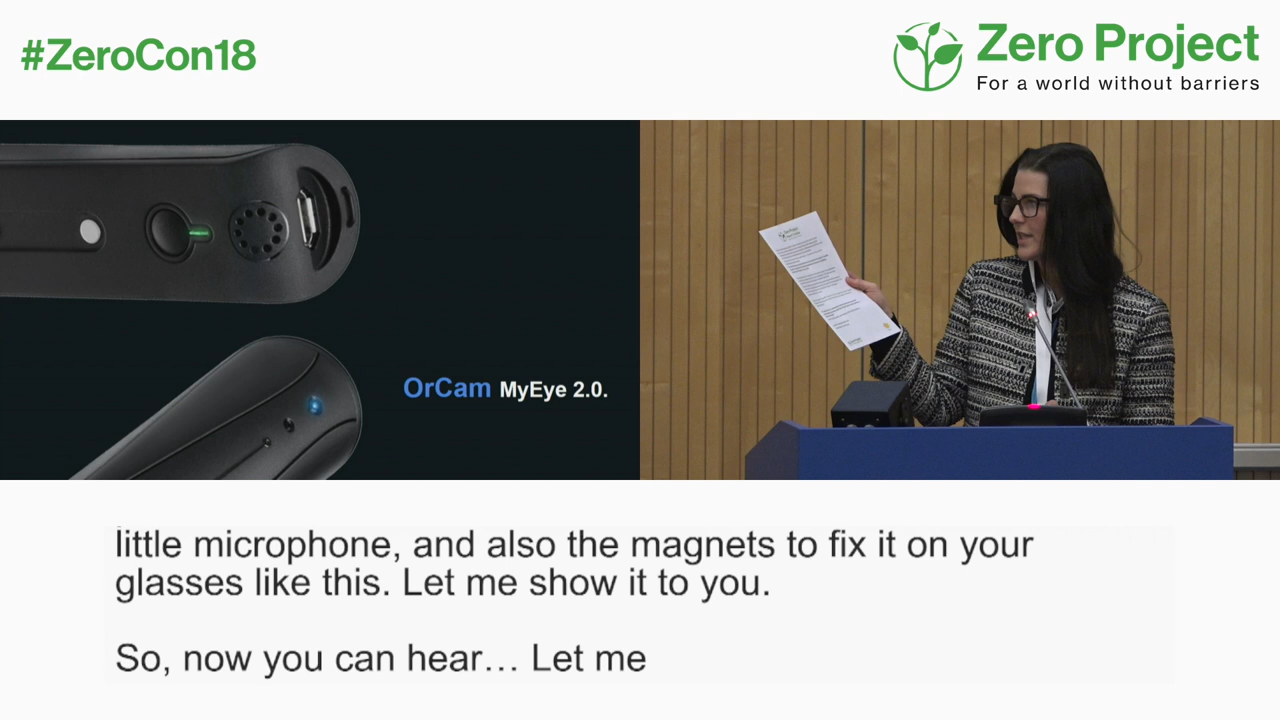 #ZeroCon18
Zero Project
For a world without barriers
OrCam MyEye 2.0.
little microphone, and also the magnets to fix it on your
glasses like this. Let me show it to you.
So, now you can hear… Let me